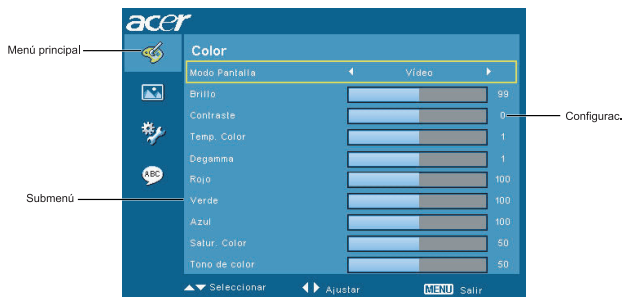 acer
Menú principal
Color
Modo Pantalla Vídeo
Brillo 99
Contraste 0
Configurac.
Temp. Color 1
Degamma 1
ABC
Rojo 100
Submenú
Verde 100
Azul 100
Satur. Color 50
Tono de color 50
Seleccionar Ajustar MENU Salir